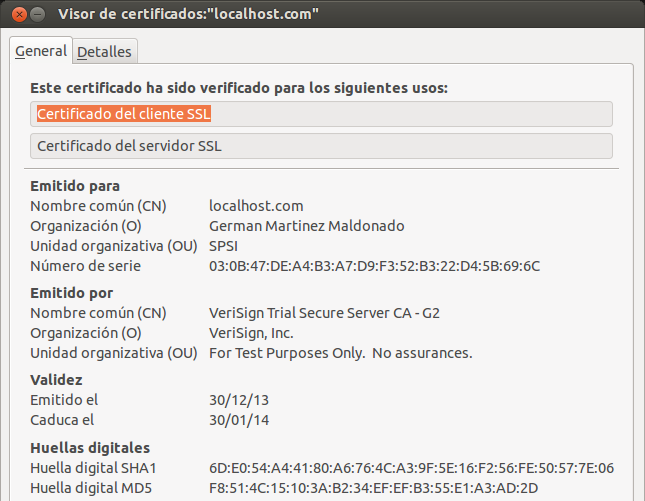 Visor de certificados:"localhost.com"
General Detalles
Este certificado ha sido verificado para los siguientes usos:
Certificado del cliente SSL
Certificado del servidor SSL
Emitido para
Nombre común (CN) localhost.com
Organización (O) German Martinez Maldonado
Unidad organizativa (OU) SPSI
Número de serie 03:0B:47:DE:A4:B3:A7:D9:F3:52:B3:22:D4:5B:69:6C
Emitido por
Nombre común (CN) VeriSign Trial Secure Server CA - G2
Organización (O) VeriSign, Inc.
Unidad organizativa (OU) For Test Purposes Only. No assurances.
Validez
Emitido el 30/12/13
Caduca el 30/01/14
Huellas digitales
Huella digital SHA1 6D:E0:54:A4:41:80:A6:76:4C:A3:9F:5E:16:F2:56:FE:50:57:7E:06
Huella digital MD5 F8:51:4C:15:10:3A:B2:34:EF:EF:B3:55:E1:A3:AD:2D